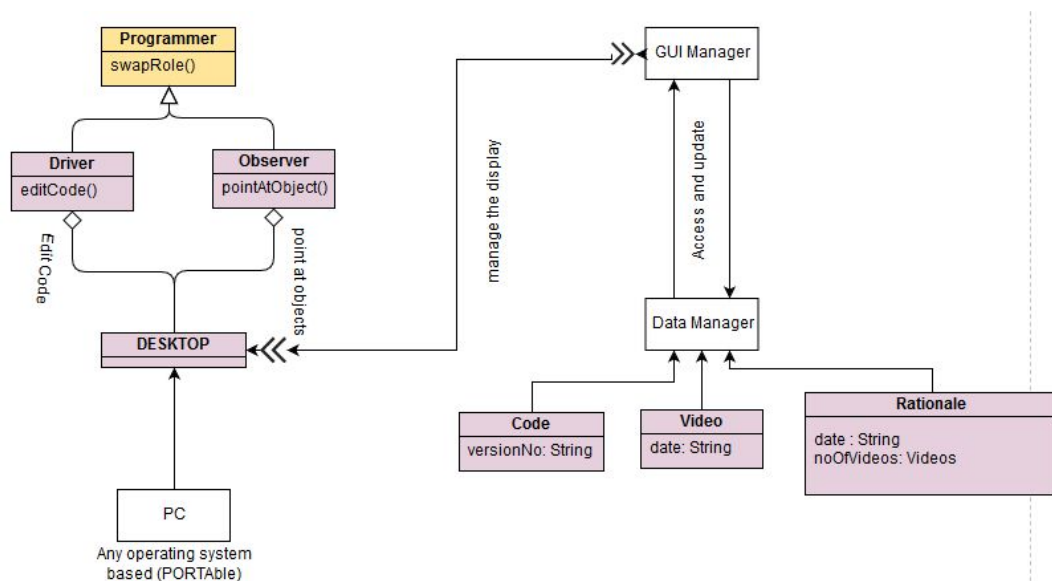 Programmer
swapRole()
GUI Manager
Driver
editCode()
Observer
pointAtObject()
Edit Code
point at objects
manage the display
Access and update
DESKTOP
Data Manager
Code
versionNo: String
Video
date: String
Rationale
date : String
noOfVideos: Videos
PC
Any operating system
based (PORTAble)